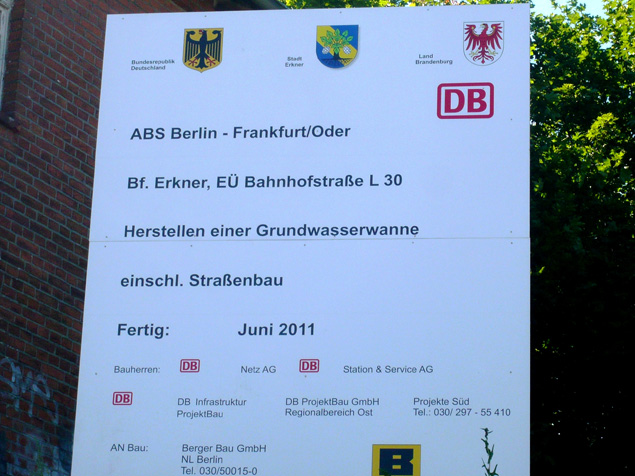 Bundesrepublik
Deutschland
Stadt
Erkner
Land
Brandenburg
DB
ABS Berlin - Frankfurt/Oder
Bf. Erkner, EÜ Bahnhofstraße L 30
Herstellen einer Grundwasserwanne
einschl. Straßenbau
Fertig: Juni 2011
Bauherren: DB Netz AG DB Station & Service AG
DB DB Infrastruktur DB ProjektBau GmbH Projekte Süd
ProjektBau Regionalbereich Ost Tel.: 030/ 297 - 55 410
AN Bau: Berger Bau GmbH
NL Berlin
Tel. 030/50015-0
B